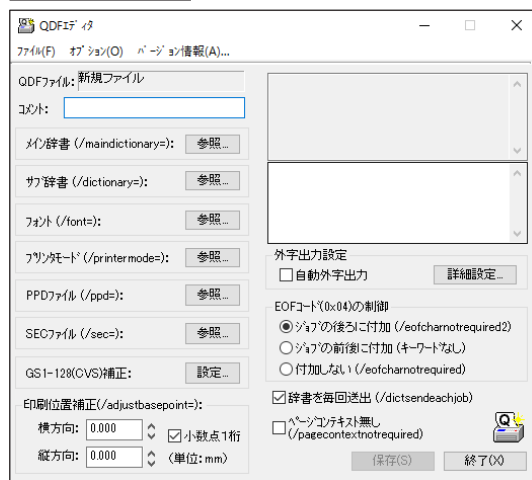 QDFｴﾃﾞｨﾀ
ﾌｧｲﾙ(F) ｵﾌﾟｼｮﾝ(O) ﾊﾞｰｼﾞｮﾝ情報(A)...
QDFﾌｧｲﾙ: 新規ファイル
ｺﾒﾝﾄ:
ﾒｲﾝ辞書 (/maindictionary=): 参照...
ｻﾌﾞ辞書 (/dictionary=): 参照...
ﾌｫﾝﾄ (/font=): 参照...
ﾌﾟﾘﾝﾀﾓｰﾄﾞ (/printermode=): 参照...
PPDﾌｧｲﾙ (/ppd=): 参照...
SECﾌｧｲﾙ (/sec=): 参照...
GS1-128(CVS)補正: 設定...
印刷位置補正(/adjustbasepoint=):
横方向: 0.000 小数点1桁
縦方向: 0.000 (単位:mm)
外字出力設定
自動外字出力 詳細設定...
EOFｺｰﾄﾞ(0x04)の制御
ｼﾞｮﾌﾞの後ろに付加 (/eofcharnotrequired2)
ｼﾞｮﾌﾞの前後に付加 (ｷｰﾜｰﾄﾞなし)
付加しない (/eofcharnotrequired)
辞書を毎回送出 (/dictsendeachjob)
ﾍﾟｰｼﾞｺﾝﾃｷｽﾄ無し
(/pagecontextnotrequired)
保存(S) 終了(X)